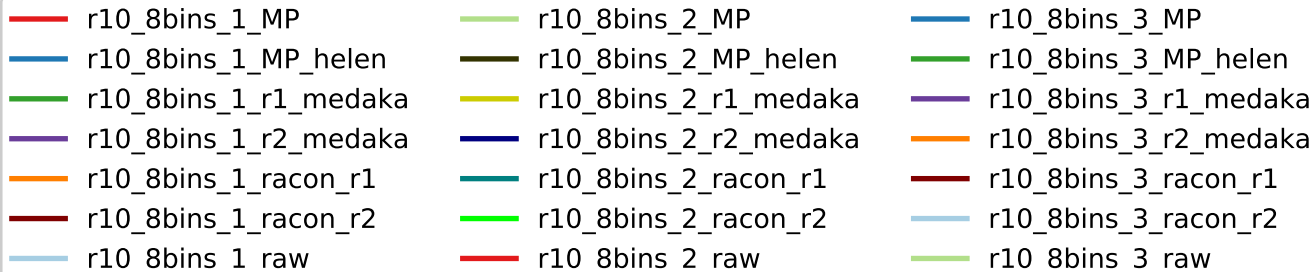 r10_8bins_1_MP
r10_8bins_1_MP_helen
r10_8bins_1_r1_medaka
r10_8bins_1_r2_medaka
r10_8bins_1_racon_r1
r10_8bins_1_racon_r2
r10_8bins_1_raw
r10_8bins_2_MP
r10_8bins_2_MP_helen
r10_8bins_2_r1_medaka
r10_8bins_2_r2_medaka
r10_8bins_2_racon_r1
r10_8bins_2_racon_r2
r10_8bins_2_raw
r10_8bins_3_MP
r10_8bins_3_MP_helen
r10_8bins_3_r1_medaka
r10_8bins_3_r2_medaka
r10_8bins_3_racon_r1
r10_8bins_3_racon_r2
r10_8bins_3_raw